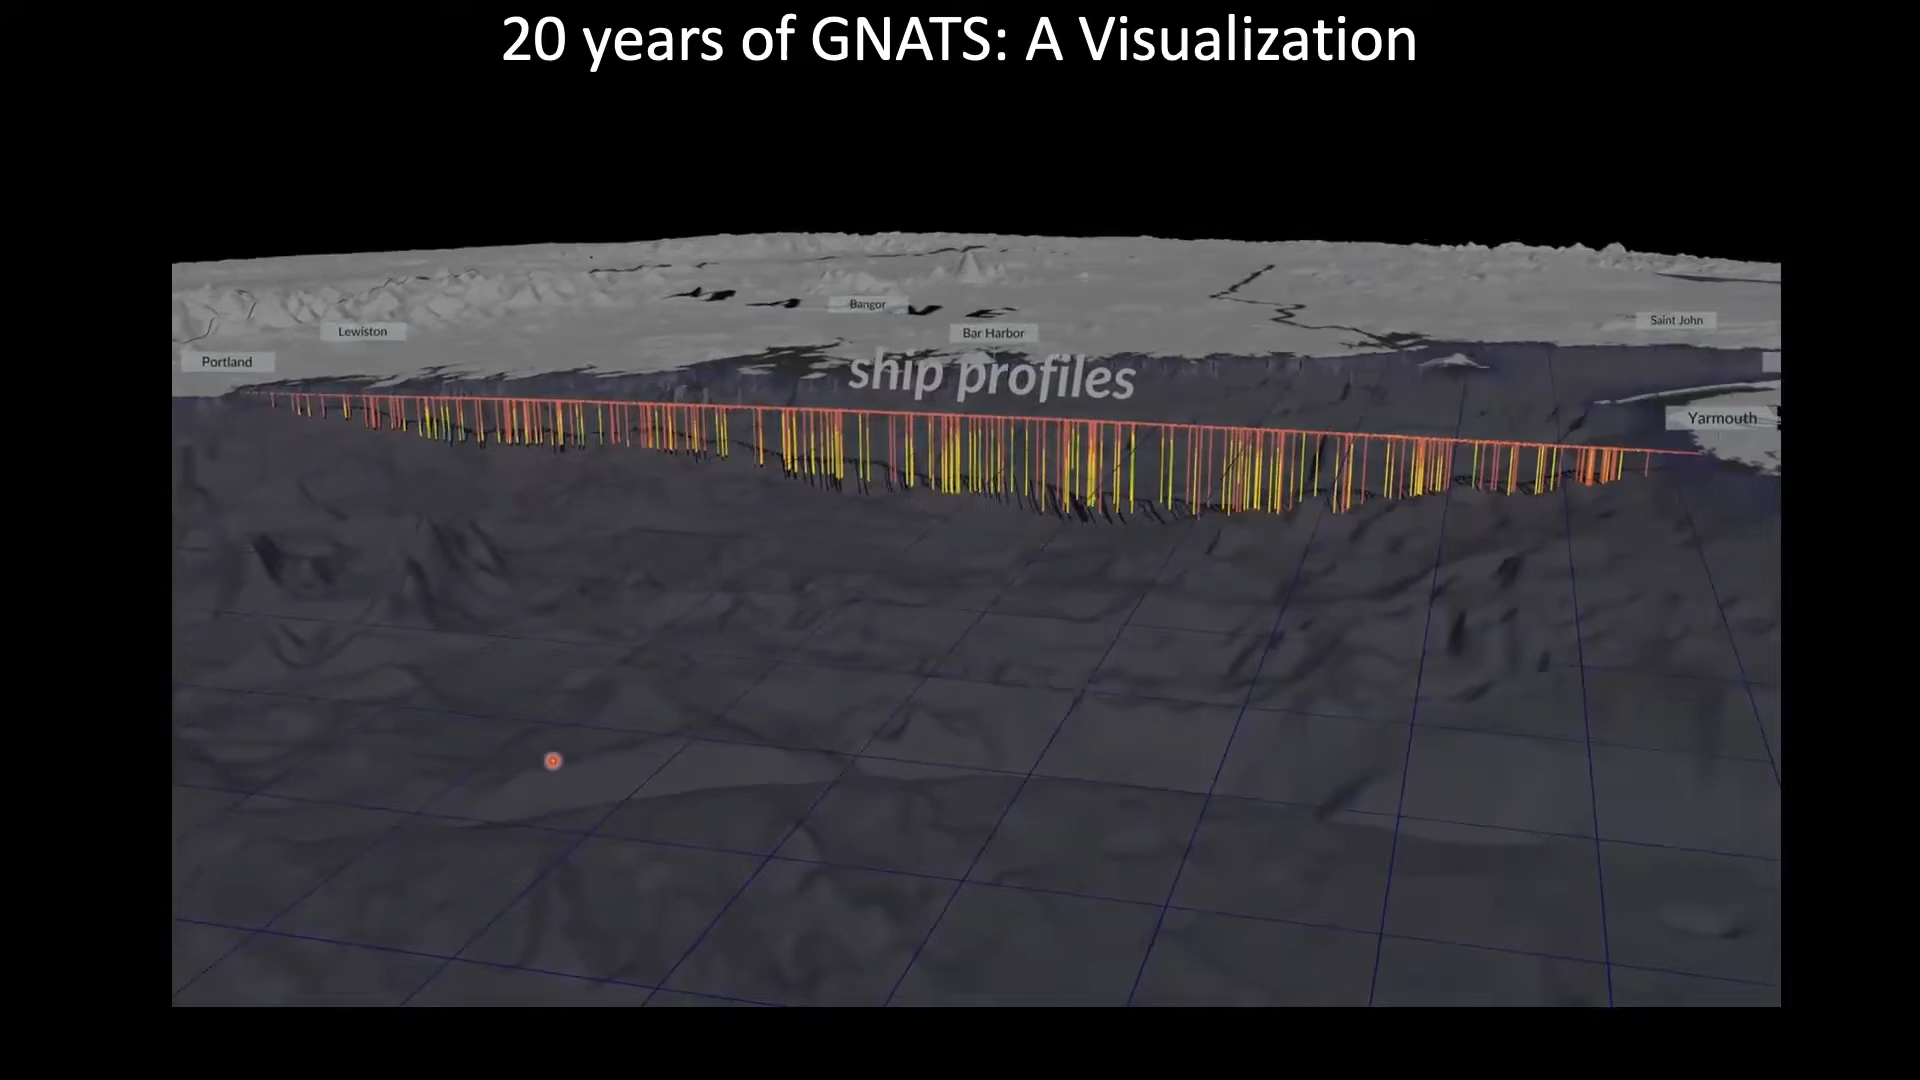 20 years of GNATS: A Visualization
Bangor
Saint John
Lewiston
Bar Harbor
Portland
ship profiles
Yarmouth